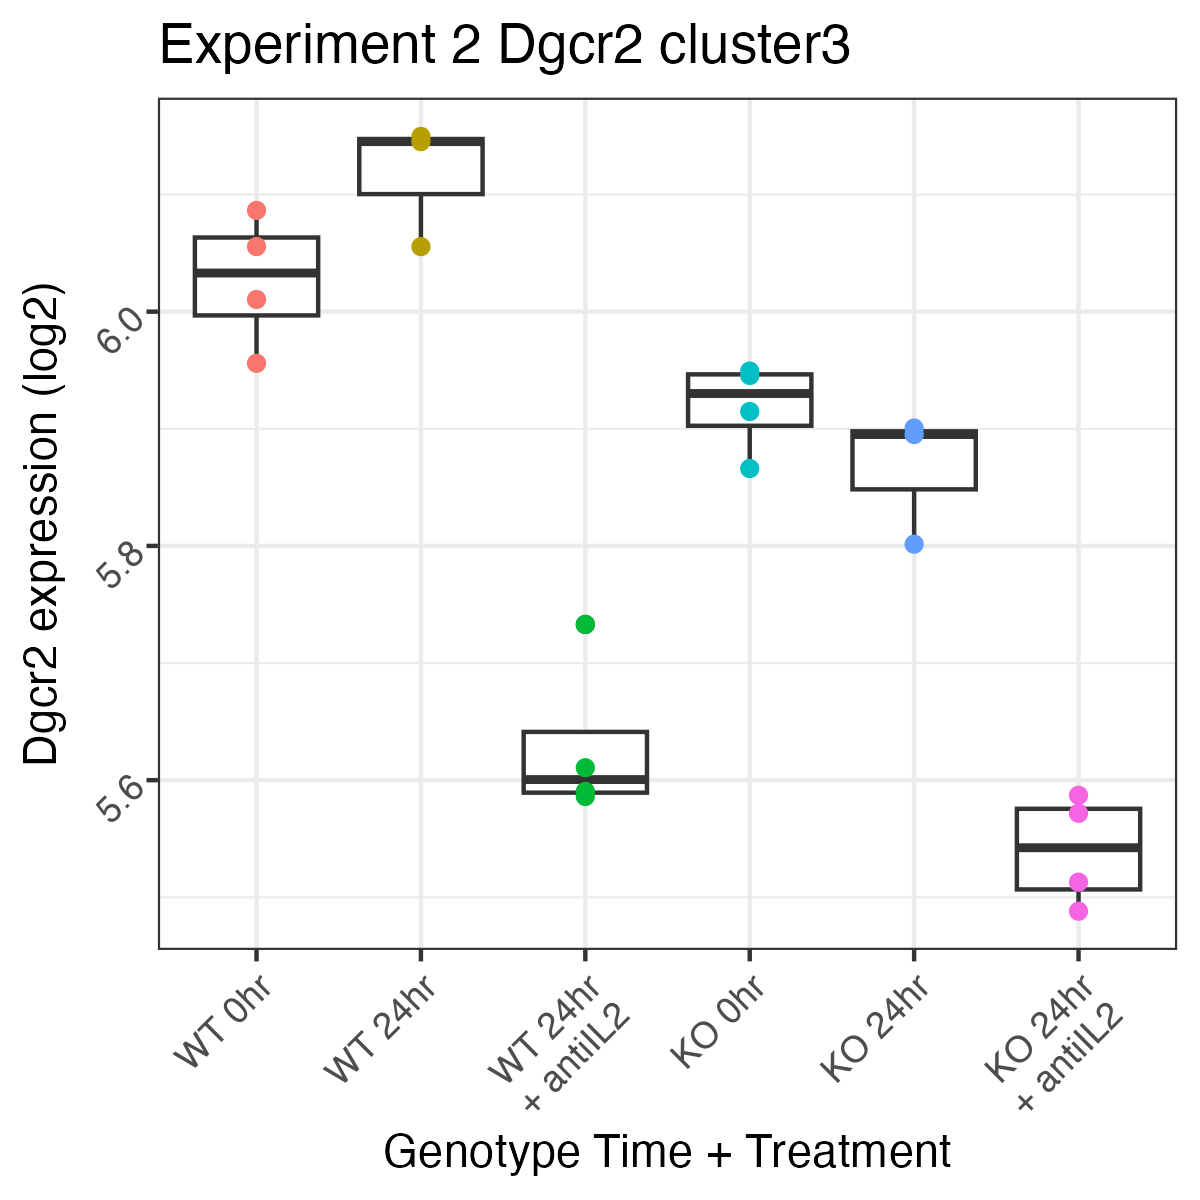 Experiment 2 Dgcr2 cluster3
Dgcr2 expression (log2)
6.0
5.8
5.6
WT 0hr
WT 24hr
WT 24hr
+ antiIL2
KO 0hr
KO 24hr
KO 24hr
+ antiIL2
Genotype Time + Treatment